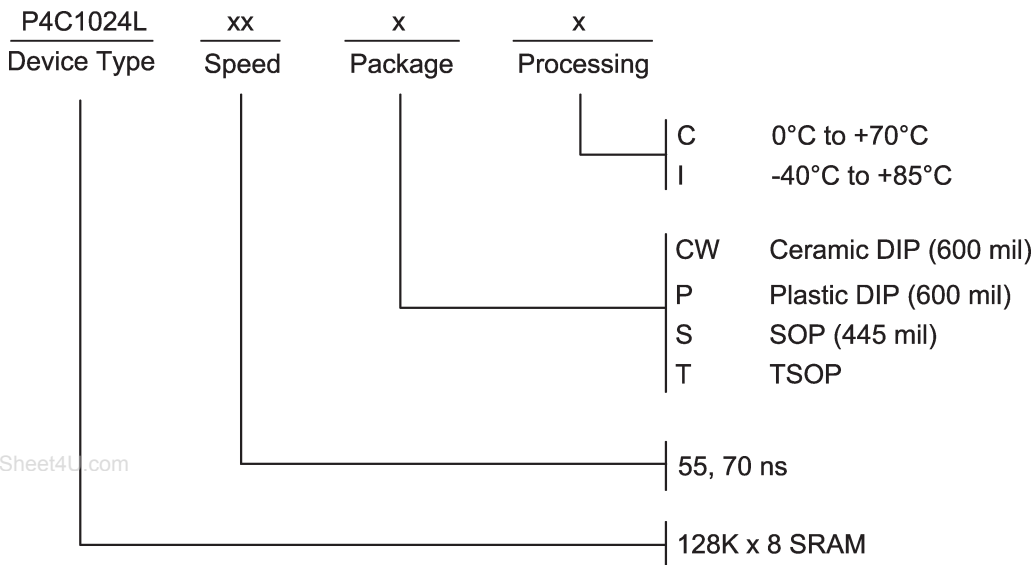 P4C1024L xx x x
Device Type Speed Package Processing
C 0°C to +70°C
I -40°C to +85°C
CW Ceramic DIP (600 mil)
P Plastic DIP (600 mil)
S SOP (445 mil)
T TSOP
Sheet4U.com
55, 70 ns
128K x 8 SRAM